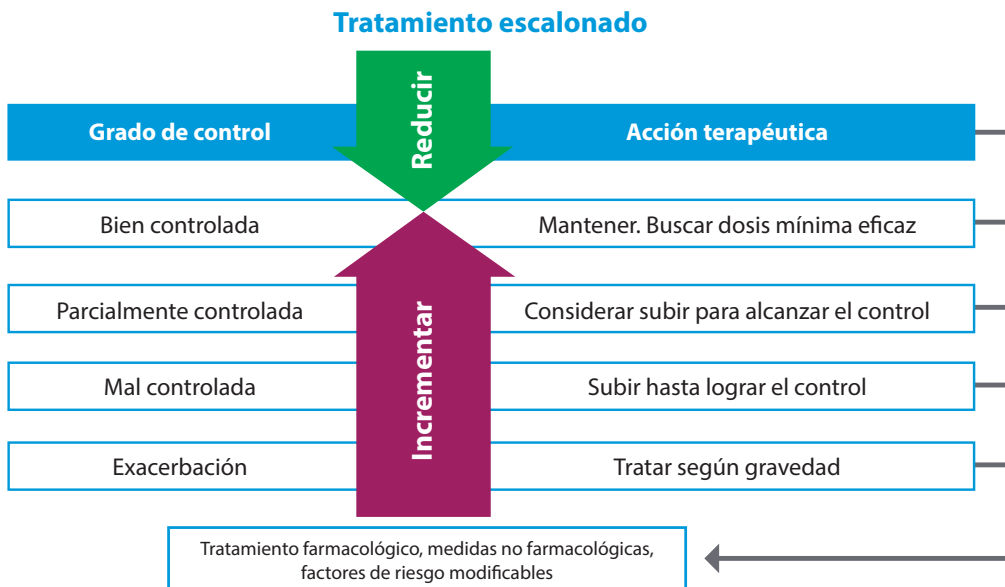 Tratamiento escalonado
Reducir
Grado de control
Acción terapéutica
Bien controlada
Mantener. Buscar dosis mínima eficaz
Parcialmente controlada
Considerar subir para alcanzar el control
Incrementar
Mal controlada
Subir hasta lograr el control
Exacerbación
Tratar según gravedad
Tratamiento farmacológico, medidas no farmacológicas,
factores de riesgo modificables